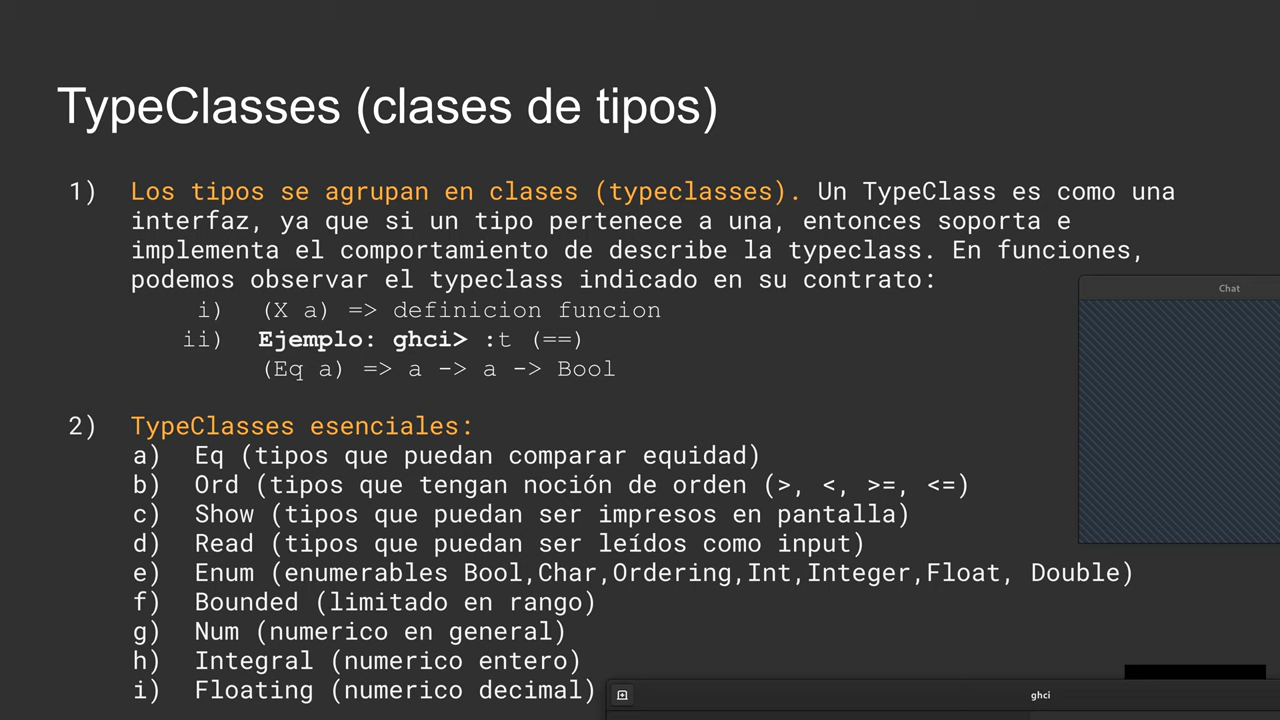 TypeClasses (clases de tipos)
1) Los tipos se agrupan en clases (typeclasses). Un TypeClass es como una
interfaz, ya que si un tipo pertenece a una, entonces soporta e
implementa el comportamiento de describe la typeclass. En funciones,
podemos observar el typeclass indicado en su contrato:
i) (X a) => definicion funcion
ii) Ejemplo: ghci> :t (==)
(Eq a) => a -> a -> Bool
Chat
2) TypeClasses esenciales:
a) Eq (tipos que puedan comparar equidad)
b) Ord (tipos que tengan noción de orden (>, <, >=, <=)
c) Show (tipos que puedan ser impresos en pantalla)
d) Read (tipos que puedan ser leídos como input)
e) Enum (enumerables Bool,Char,Ordering,Int,Integer,Float, Double)
f) Bounded (limitado en rango)
g) Num (numerico en general)
h) Integral (numerico entero)
i) Floating (numerico decimal)
ghci